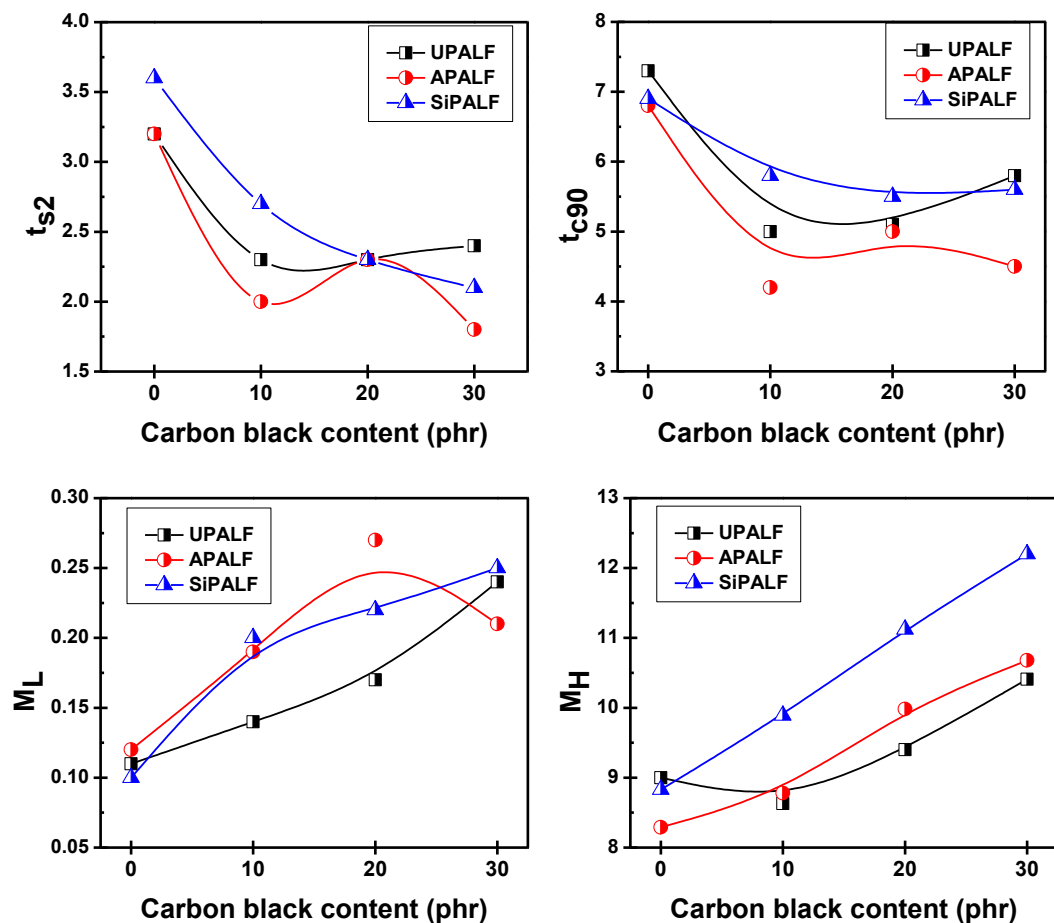 4.0
3.5
3.0
2.5
2.0
1.5
t_s2
UPALF
APALF
SiPALF
0 10 20 30
Carbon black content (phr)
8
7
6
5
4
3
t_c90
UPALF
APALF
SiPALF
0 10 20 30
Carbon black content (phr)
0.30
0.25
0.20
0.15
0.10
0.05
M_L
UPALF
APALF
SiPALF
0 10 20 30
Carbon black content (phr)
13
12
11
10
9
8
M_H
UPALF
APALF
SiPALF
0 10 20 30
Carbon black content (phr)